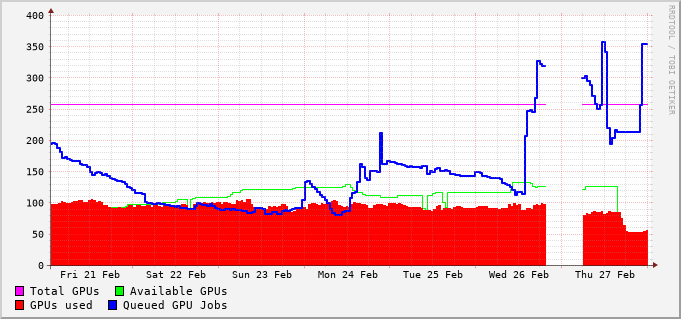 400
350
300
250
200
150
100
50
0
Fri 21 Feb Sat 22 Feb Sun 23 Feb Mon 24 Feb Tue 25 Feb Wed 26 Feb Thu 27 Feb
Total GPUs Available GPUs
GPUs used Queued GPU Jobs
RRDTOOL / TOBI OETIKER